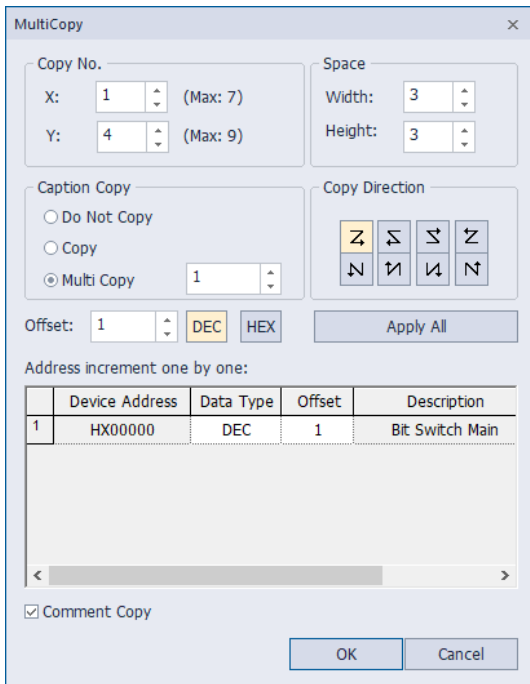 MultiCopy
Copy No.
X: 1 (Max: 7)
Y: 4 (Max: 9)
Space
Width: 3
Height: 3
Caption Copy
Do Not Copy
Copy
Multi Copy 1
Copy Direction
Offset: 1 DEC HEX Apply All
Address increment one by one:
Device Address Data Type Offset Description
1 HX00000 DEC 1 Bit Switch Main
Comment Copy
OK Cancel